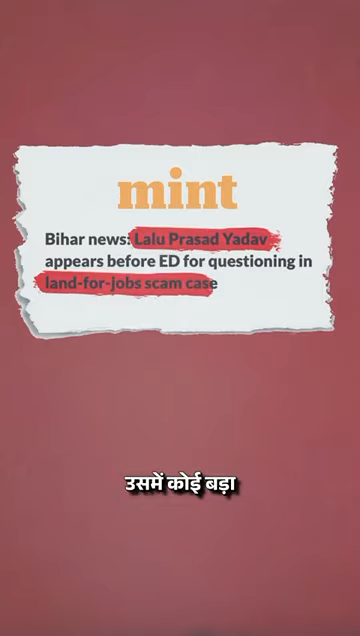 mint
Bihar news: Lalu Prasad Yadav
appears before ED for questioning in
land-for-jobs scam case
उसमें कोई बड़ा